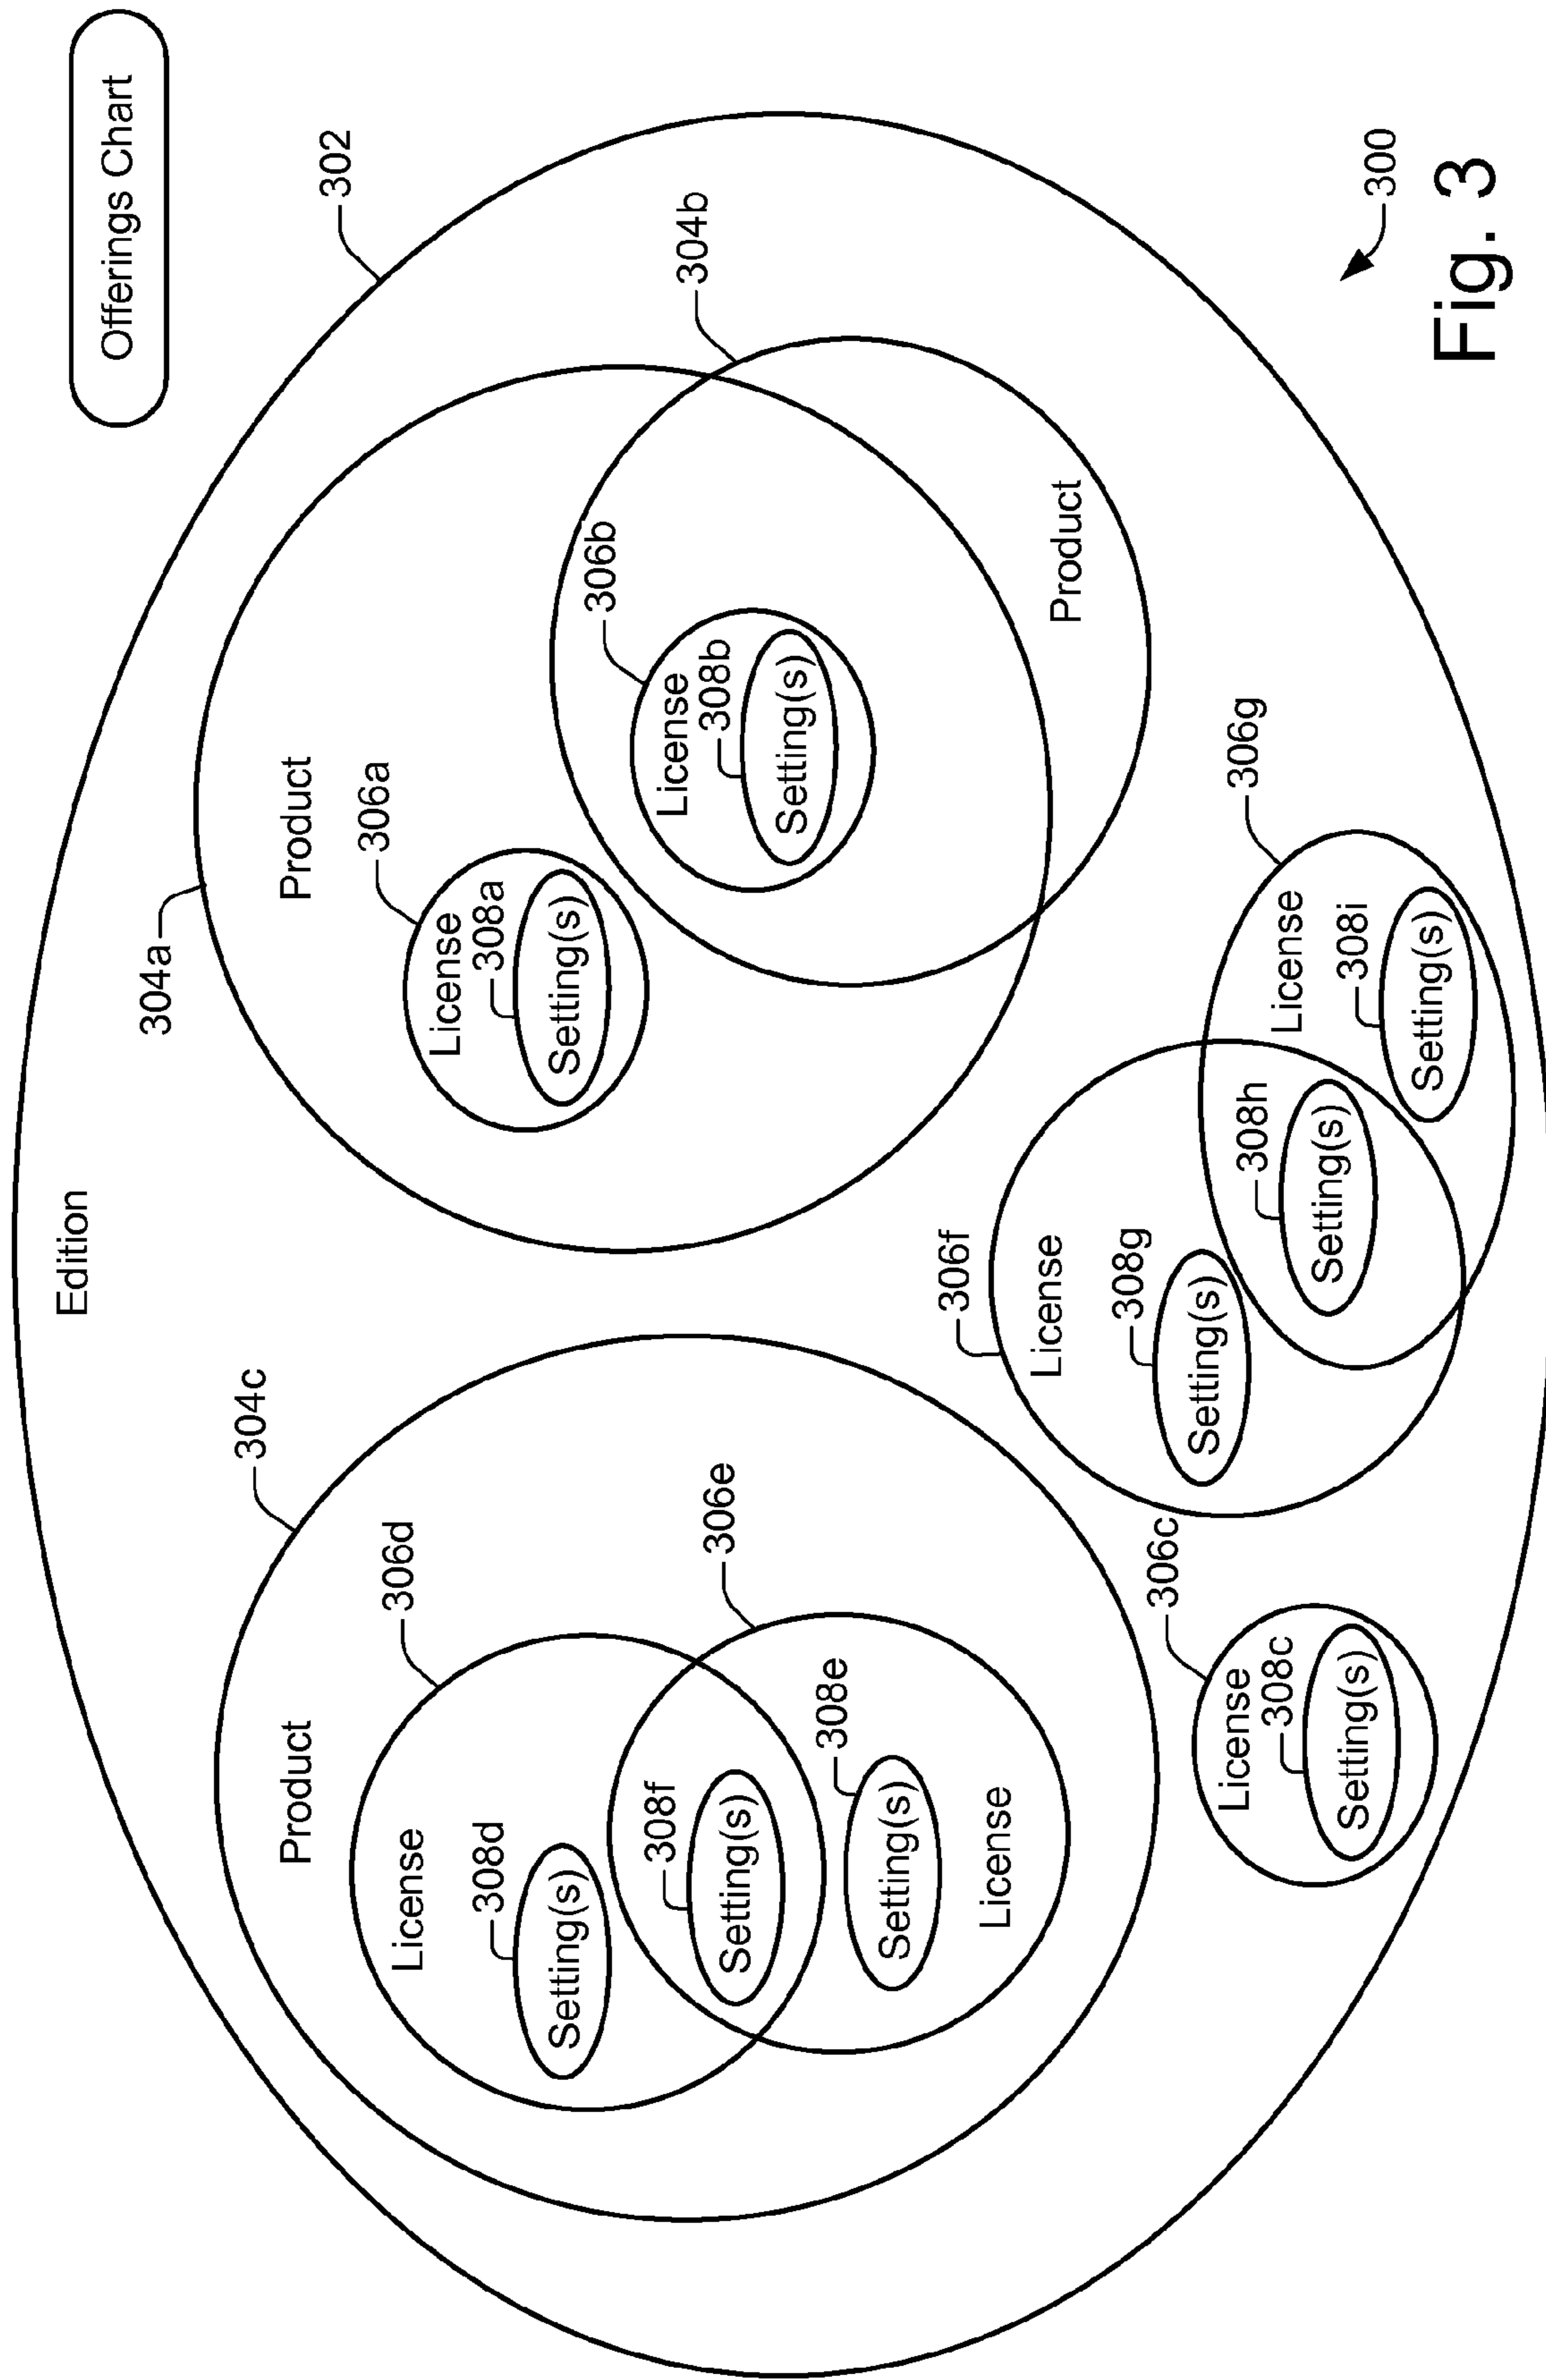 Offerings Chart
Edition
302
304c
Product
306d
License
308d
Setting(s)
308f
Setting(s)
306e
308e
Setting(s)
License
304a
Product
306a
License
308a
Setting(s)
304b
306b
License
308b
Setting(s)
Product
306c
License
308c
Setting(s)
306f
License
308g
Setting(s)
308h
Setting(s)
306g
License
308i
Setting(s)
300
Fig. 3